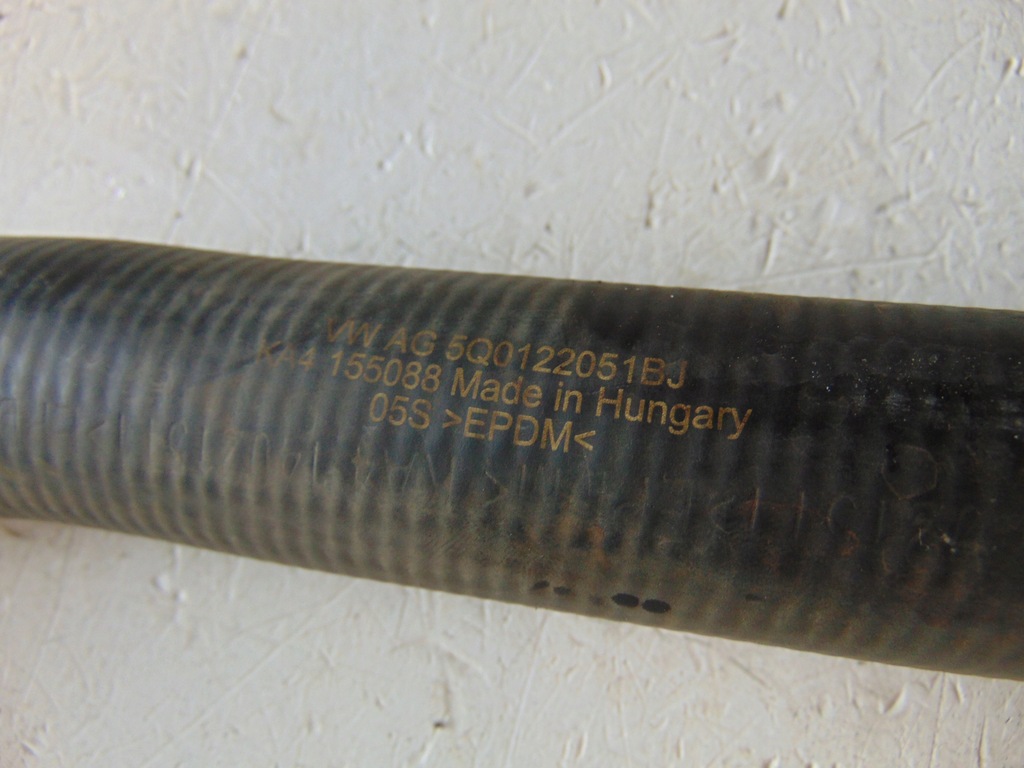 VW AG 5Q0122051BJ
KA4 155088 Made in Hungary
05S >EPDM<